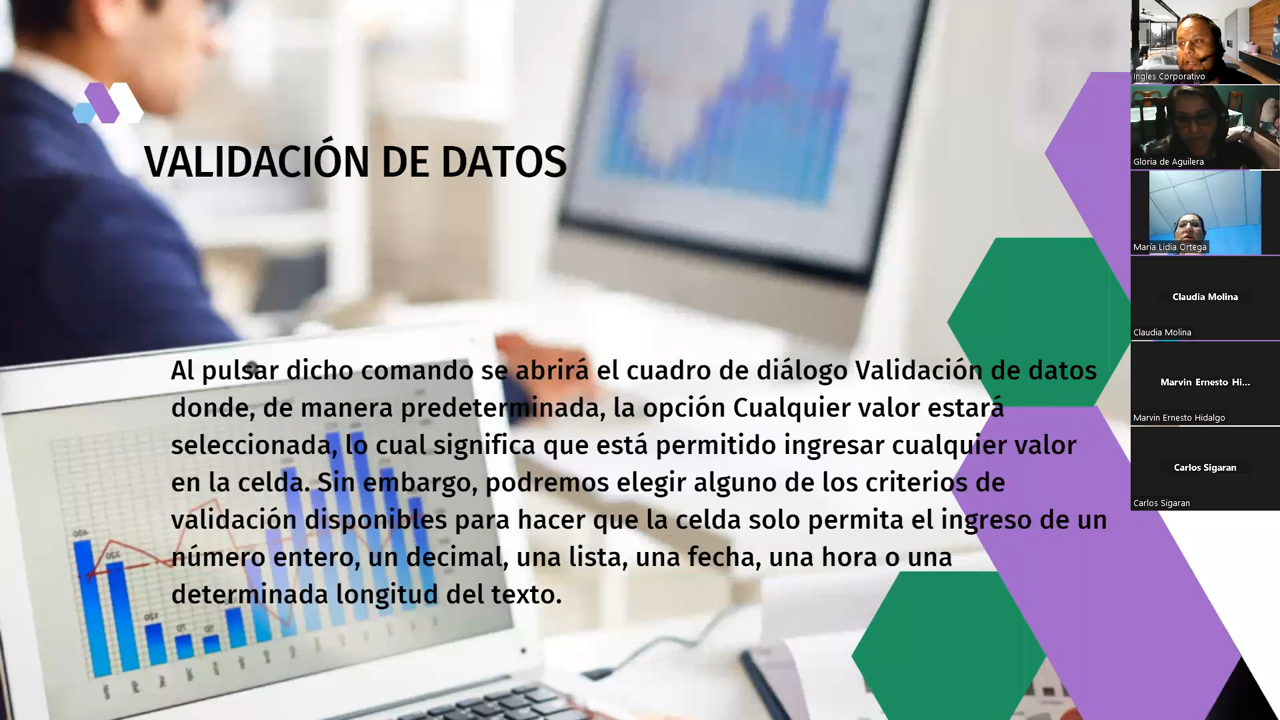 VALIDACIÓN DE DATOS
Al pulsar dicho comando se abrirá el cuadro de diálogo Validación de datos
donde, de manera predeterminada, la opción Cualquier valor estará
seleccionada, lo cual significa que está permitido ingresar cualquier valor
en la celda. Sin embargo, podremos elegir alguno de los criterios de
validación disponibles para hacer que la celda solo permita el ingreso de un
número entero, un decimal, una lista, una fecha, una hora o una
determinada longitud del texto.
Ingles Corporativo
Gloria de Aguilera
María Lidia Ortega
Claudia Molina
Claudia Molina
Marvin Ernesto Hi...
Marvin Ernesto Hidalgo
Carlos Sigaran
Carlos Sigaran